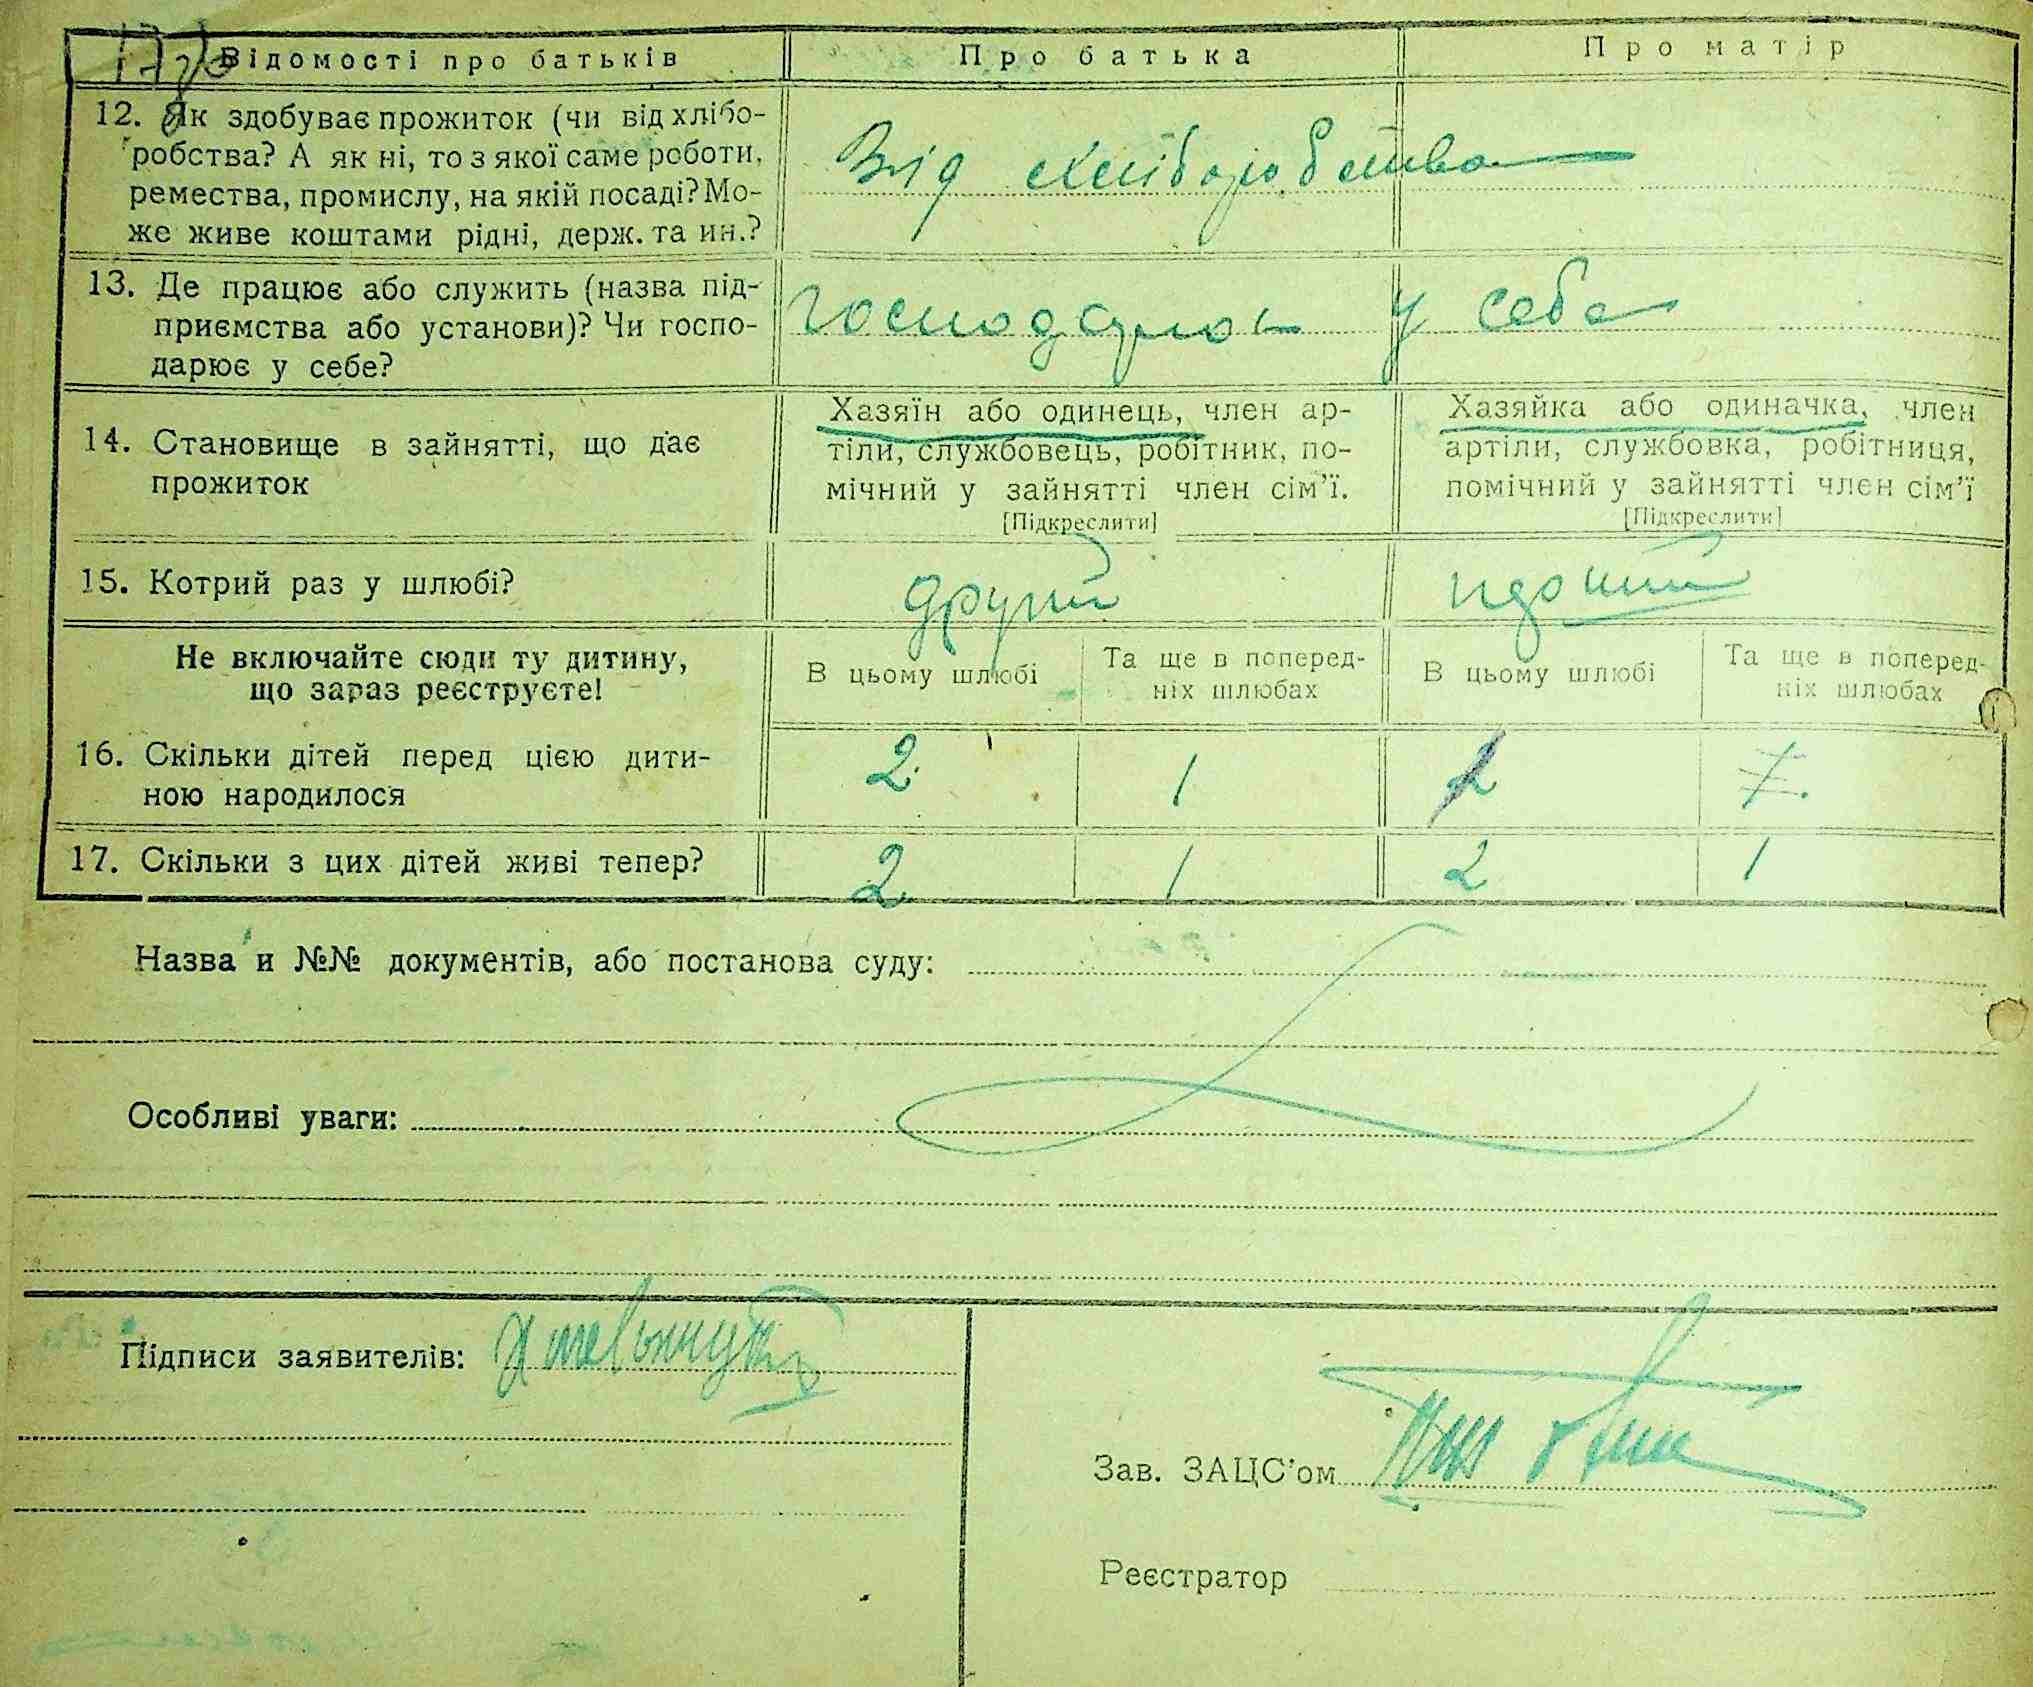 Відомості про батьків Про батька Про матір
12. Як здобуває прожиток (чи від хлібо-
робства? А як ні, то з якої саме роботи,
ремества, промислу, на якій посаді? Мо-
же живе коштами рідні, держ. та ин.?
Від хліборобства
13. Де працює або служить (назва під-
приємства або установи)? Чи госпо-
дарює у себе?
господарює у себе
14. Становище в зайнятті, що дає
прожиток
Хазяїн або одинець, член ар-
тіли, службовець, робітник, по-
мічний у зайнятті член сім’ї.
[Підкреслити]
Хазяйка або одиначка, член
артіли, службовка, робітниця,
помічний у зайнятті член сім’ї
[Підкреслити]
15. Котрий раз у шлюбі? другий
Не включайте сюди ту дитину,
що зараз реєструєте!
В цьому шлюбі
Та ще в поперед-
ніх шлюбах
В цьому шлюбі
Та ще в поперед-
ніх шлюбах
16. Скільки дітей перед цією дити-
ною народилося
2 1 2 1
17. Скільки з цих дітей живі тепер? 2 1 2 1
Назва и №№ документів, або постанова суду:
Особливі уваги:
Підписи заявителів:
Зав. ЗАЦС’ом
Реєстратор